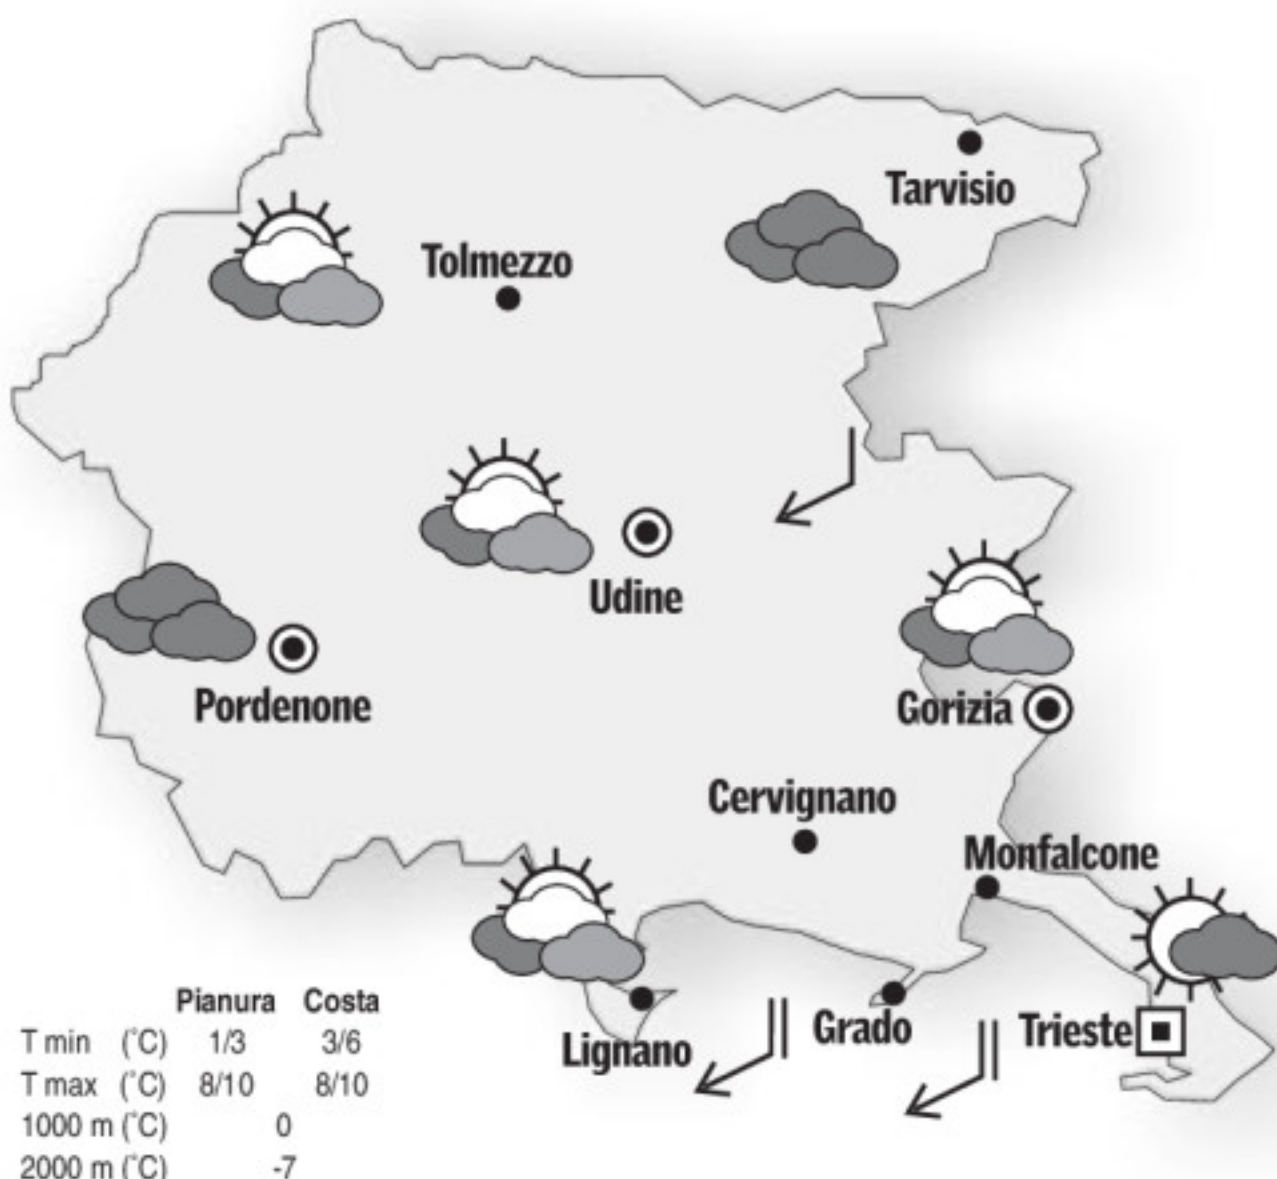 Tarvisio
Tolmezzo
Udine
Pordenone
Gorizia
Cervignano
Monfalcone
Grado
Trieste
Lignano
Pianura Costa
T min (°C) 1/3 3/6
T max (°C) 8/10 8/10
1000 m (°C) 0
2000 m (°C) -7